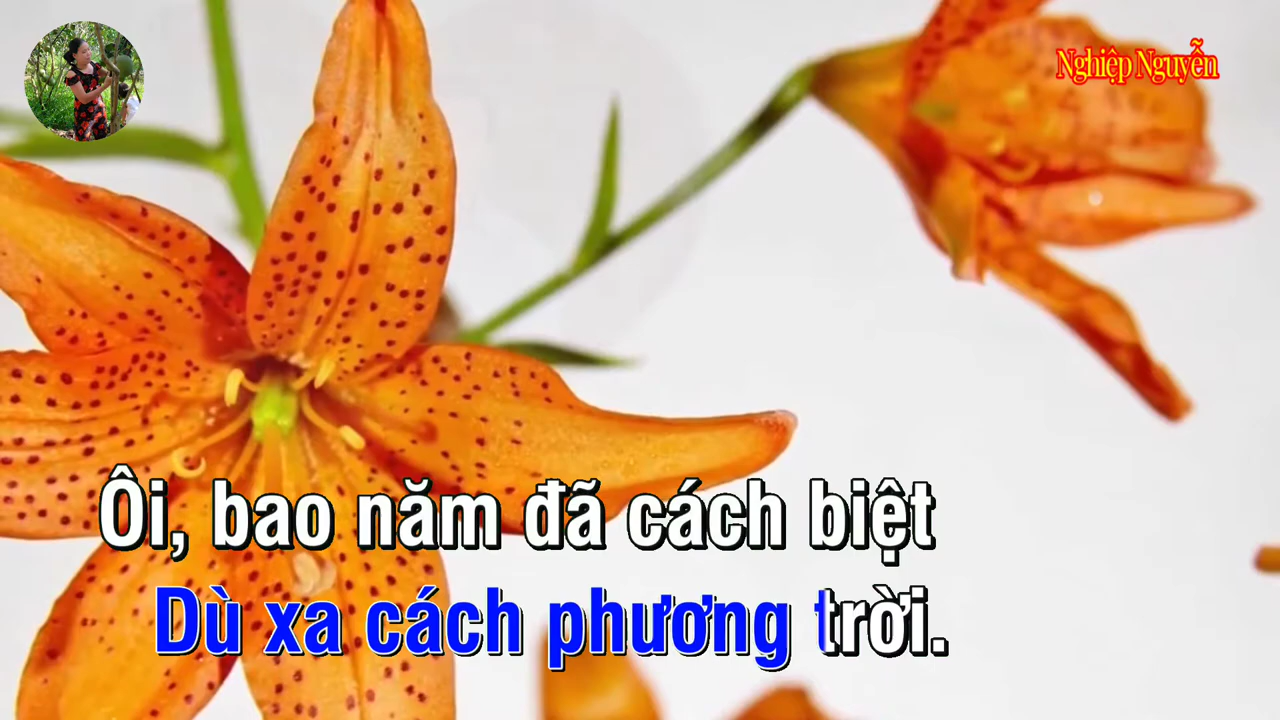 Nghiệp Nguyễn
Ôi, bao năm đã cách biệt
Dù xa cách phương trời.